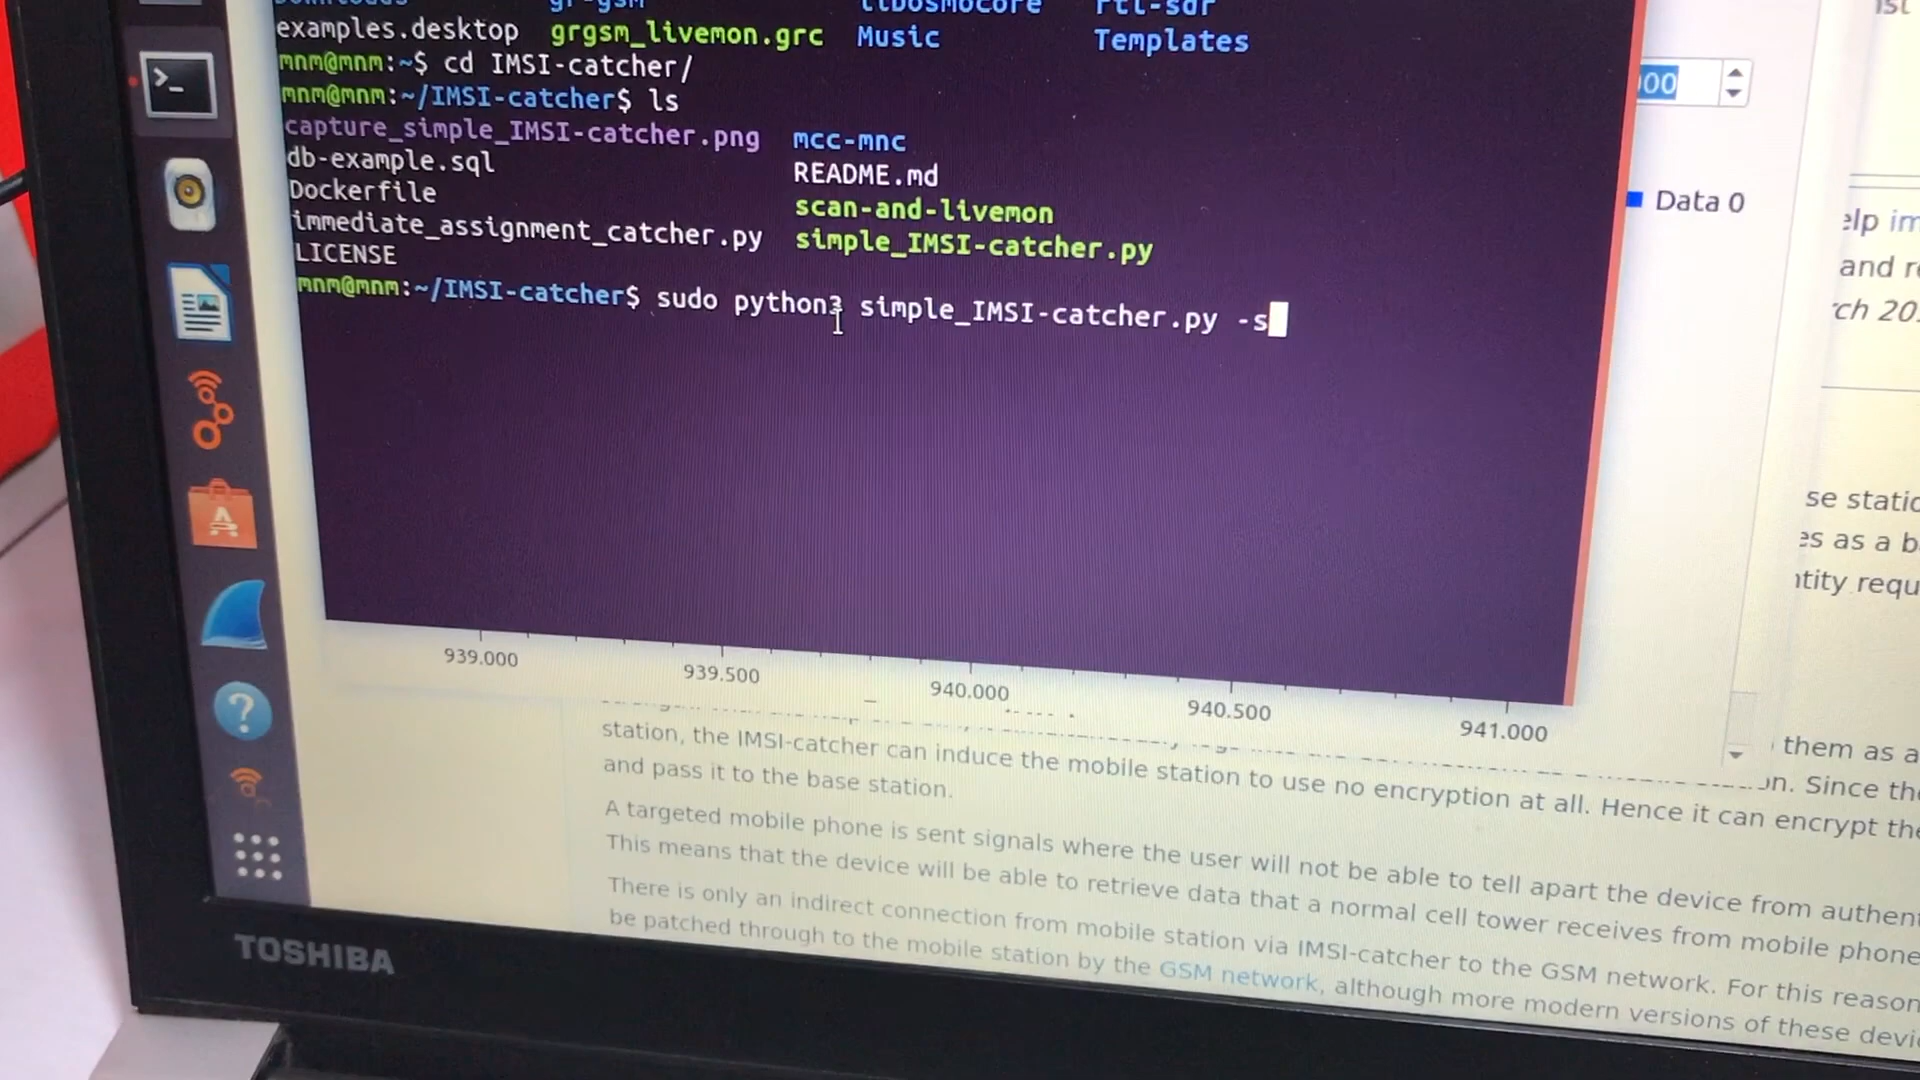 rtl-sdr
examples.desktop grgsm_livemon.grc Music Templates
mnm@mnm:~$ cd IMSI-catcher/
mnm@mnm:~/IMSI-catcher$ ls
capture_simple_IMSI-catcher.png mcc-mnc
db-example.sql README.md
Dockerfile scan-and-livemon
immediate_assignment_catcher.py simple_IMSI-catcher.py
LICENSE
mnm@mnm:~/IMSI-catcher$ sudo python3 simple_IMSI-catcher.py -s
Data 0
and
se
as a
them as a
939.000 939.500 940.000 940.500 941.000
Since
station, the IMSI-catcher can induce the mobile station to use no encryption at all. Hence it can encrypt the
and pass it to the base station.
A targeted mobile phone is sent signals where the user will not be able to tell apart the device from
This means that the device will be able to retrieve data that a normal cell tower receives from mobile phone
There is only an indirect connection from mobile station via IMSI-catcher to the GSM network. For this reason
be patched through to the mobile station by the GSM network, although more modern versions of these
TOSHIBA